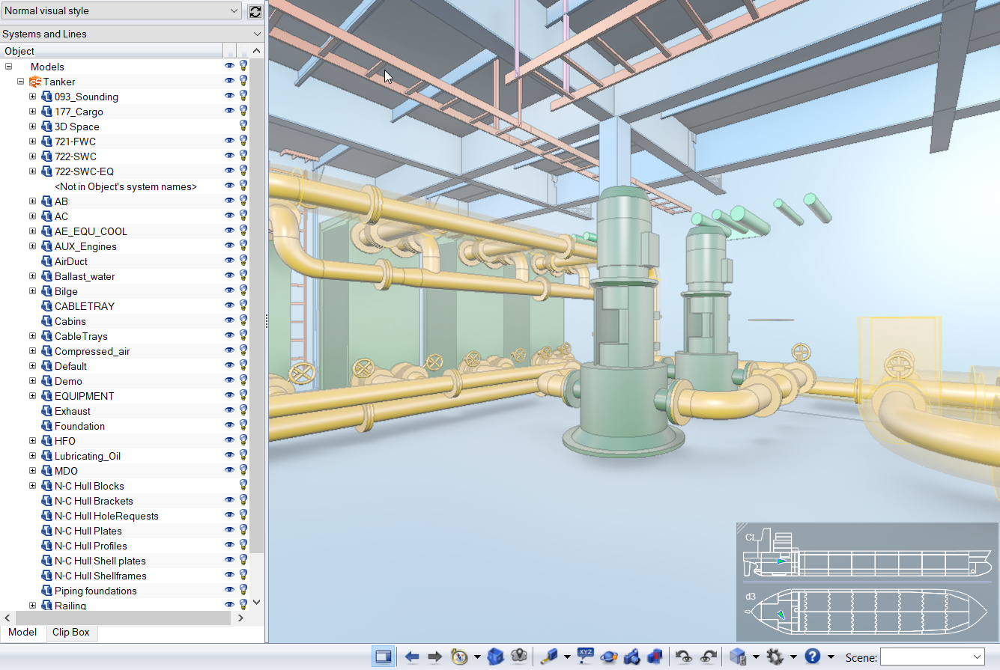 Normal visual style
Systems and Lines
Object
Models
Tanker
093_Sounding
177_Cargo
3D Space
721-FWC
722-SWC
722-SWC-EQ
<Not in Object's system names>
AB
AC
AE_EQU_COOL
AUX_Engines
AirDuct
Ballast_water
Bilge
CABLETRAY
Cabins
CableTrays
Compressed_air
Default
Demo
EQUIPMENT
Exhaust
Foundation
HFO
Lubricating_Oil
MDO
N-C Hull Blocks
N-C Hull Brackets
N-C Hull HoleRequests
N-C Hull Plates
N-C Hull Profiles
N-C Hull Shell plates
N-C Hull Shellframes
Piping foundations
Railing
Model Clip Box
CL
d3
XYZ
?
Scene: